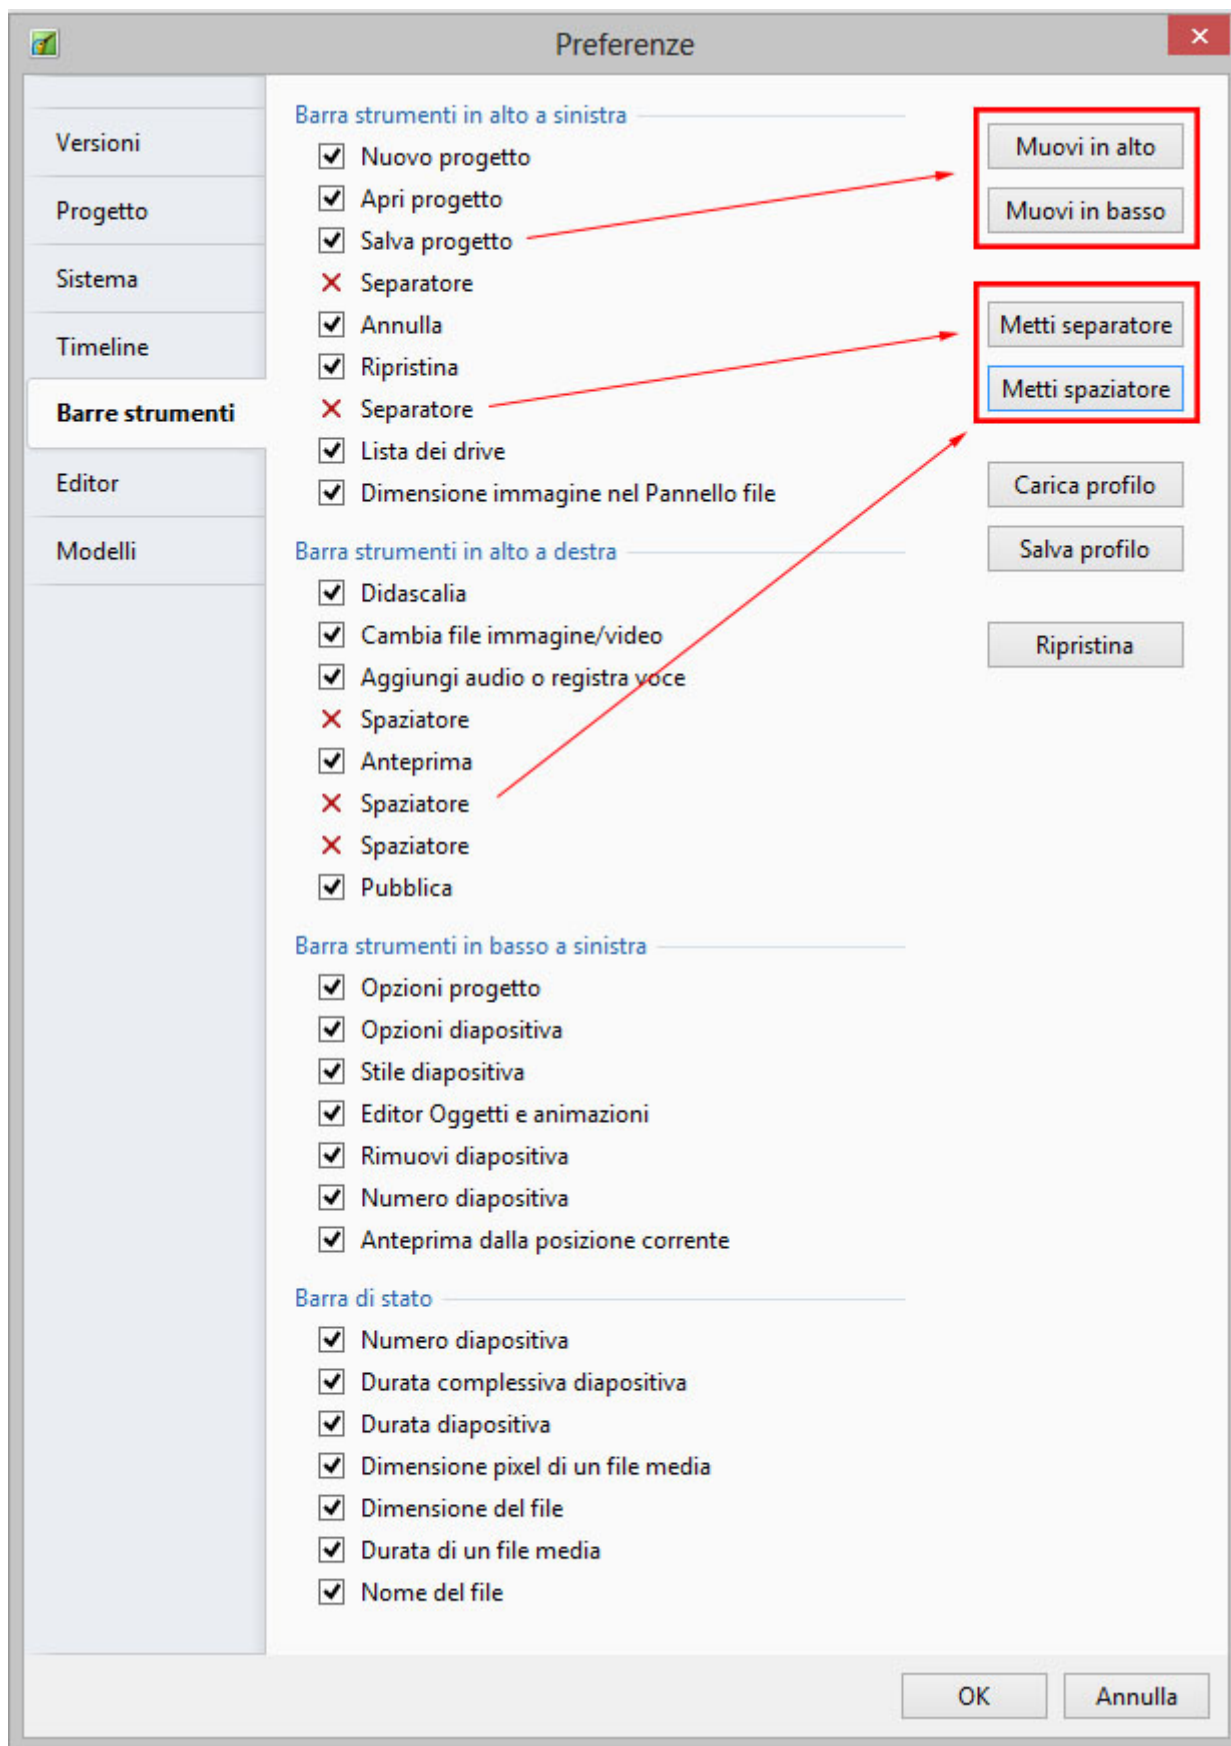 Preferenze
Versioni
Progetto
Sistema
Timeline
Barre strumenti
Editor
Modelli
Barra strumenti in alto a sinistra
Nuovo progetto
Apri progetto
Salva progetto
Separatore
Annulla
Ripristina
Separatore
Lista dei drive
Dimensione immagine nel Pannello file
Barra strumenti in alto a destra
Didascalia
Cambia file immagine/video
Aggiungi audio o registra voce
Spaziatore
Anteprima
Spaziatore
Spaziatore
Pubblica
Barra strumenti in basso a sinistra
Opzioni progetto
Opzioni diapositiva
Stile diapositiva
Editor Oggetti e animazioni
Rimuovi diapositiva
Numero diapositiva
Anteprima dalla posizione corrente
Barra di stato
Numero diapositiva
Durata complessiva diapositiva
Durata diapositiva
Dimensione pixel di un file media
Dimensione del file
Durata di un file media
Nome del file
Muovi in alto
Muovi in basso
Metti separatore
Metti spaziatore
Carica profilo
Salva profilo
Ripristina
OK
Annulla